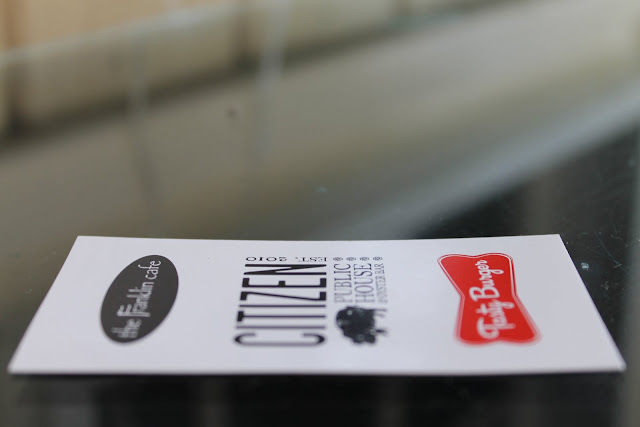 the franklin cafe
CITIZEN
EST. 2010
PUBLIC
HOUSE
& OYSTER BAR
Tasty Burger